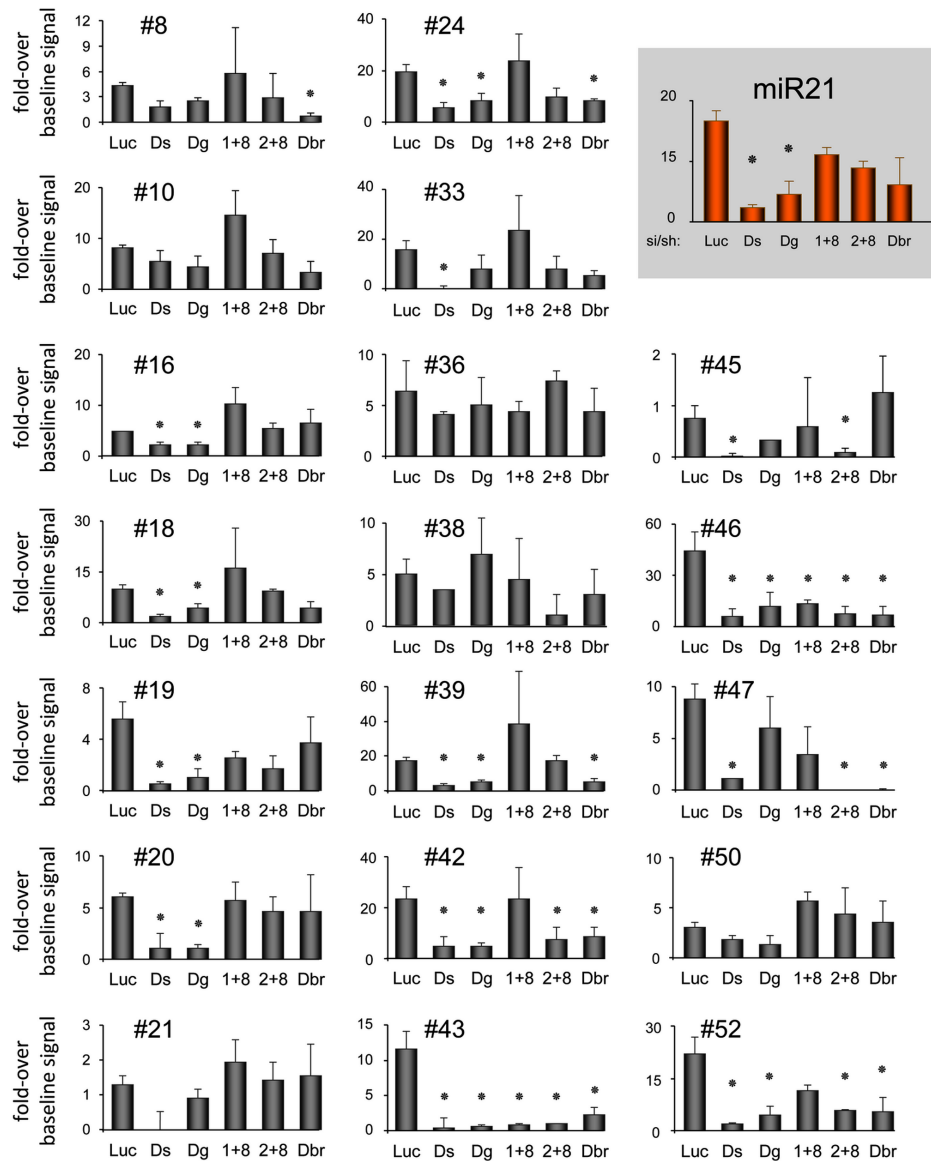 #8
fold-over
baseline signal
12
6
3
0
Luc Ds Dg 1+8 2+8 Dbr
#24
40
20
0
Luc Ds Dg 1+8 2+8 Dbr
miR21
20
15
0
si/sh: Luc Ds Dg 1+8 2+8 Dbr
#10
fold-over
baseline signal
20
10
0
Luc Ds Dg 1+8 2+8 Dbr
#33
40
20
0
Luc Ds Dg 1+8 2+8 Dbr
#16
fold-over
baseline signal
20
10
0
Luc Ds Dg 1+8 2+8 Dbr
#36
10
5
0
Luc Ds Dg 1+8 2+8 Dbr
#45
2
1
0
Luc Ds Dg 1+8 2+8 Dbr
#18
fold-over
baseline signal
30
15
0
Luc Ds Dg 1+8 2+8 Dbr
#38
10
5
0
Luc Ds Dg 1+8 2+8 Dbr
#46
60
30
0
Luc Ds Dg 1+8 2+8 Dbr
#19
fold-over
baseline signal
8
4
0
Luc Ds Dg 1+8 2+8 Dbr
#39
60
40
20
0
Luc Ds Dg 1+8 2+8 Dbr
#47
10
5
0
Luc Ds Dg 1+8 2+8 Dbr
#20
fold-over
baseline signal
10
5
0
Luc Ds Dg 1+8 2+8 Dbr
#42
40
20
0
Luc Ds Dg 1+8 2+8 Dbr
#50
10
5
0
Luc Ds Dg 1+8 2+8 Dbr
#21
fold-over
baseline signal
3
2
1
0
Luc Ds Dg 1+8 2+8 Dbr
#43
15
10
5
0
Luc Ds Dg 1+8 2+8 Dbr
#52
30
15
0
Luc Ds Dg 1+8 2+8 Dbr